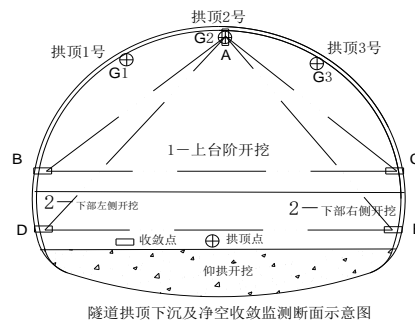 拱顶2号
拱顶1号
拱顶3号
G2
G1
A
G3
1-上台阶开挖
B
C
2-下部左侧开挖
2-下部右侧开挖
D
收敛点
拱顶点
仰拱开挖
隧道拱顶下沉及净空收敛监测断面示意图